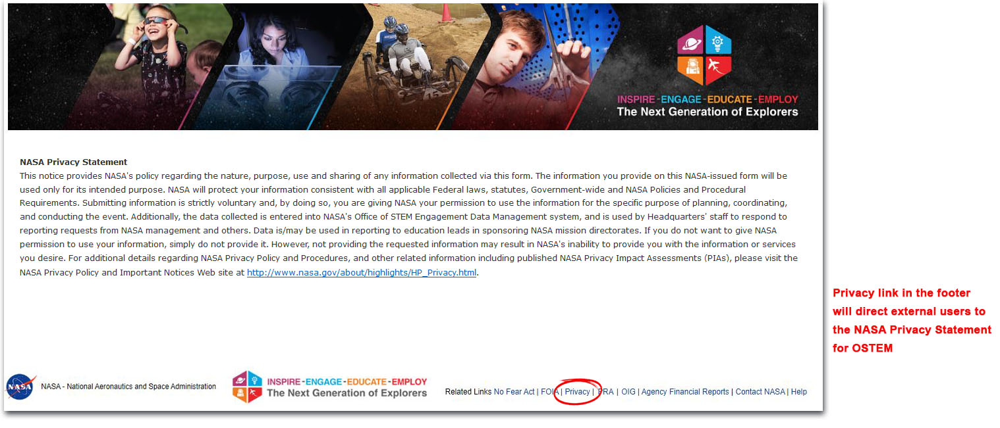 INSPIRE - ENGAGE - EDUCATE - EMPLOY
The Next Generation of Explorers
NASA Privacy Statement
This notice provides NASA's policy regarding the nature, purpose, use and sharing of any information collected via this form. The information you provide on this NASA-issued form will be
used only for its intended purpose. NASA will protect your information consistent with all applicable Federal laws, statutes, Government-wide and NASA Policies and Procedural
Requirements. Submitting information is strictly voluntary and, by doing so, you are giving NASA your permission to use the information for the specific purpose of planning, coordinating,
and conducting the event. Additionally, the data collected is entered into NASA's Office of STEM Engagement Data Management system, and is used by Headquarters' staff to respond to
reporting requests from NASA management and others. Data is/may be used in reporting to education leads in sponsoring NASA mission directorates. If you do not want to give NASA
permission to use your information, simply do not provide it. However, not providing the requested information may result in NASA's inability to provide you with the information or services
you desire. For additional details regarding NASA Privacy Policy and Procedures, and other related information including published NASA Privacy Impact Assessments (PIAs), please visit the
NASA Privacy Policy and Important Notices Web site at http://www.nasa.gov/about/highlights/HP_Privacy.html.
Privacy link in the footer
will direct external users to
the NASA Privacy Statement
for OSTEM
NASA
NASA - National Aeronautics and Space Administration
INSPIRE - ENGAGE - EDUCATE - EMPLOY
The Next Generation of Explorers
Related Links No Fear Act | FOIA | Privacy | PRA | OIG | Agency Financial Reports | Contact NASA | Help